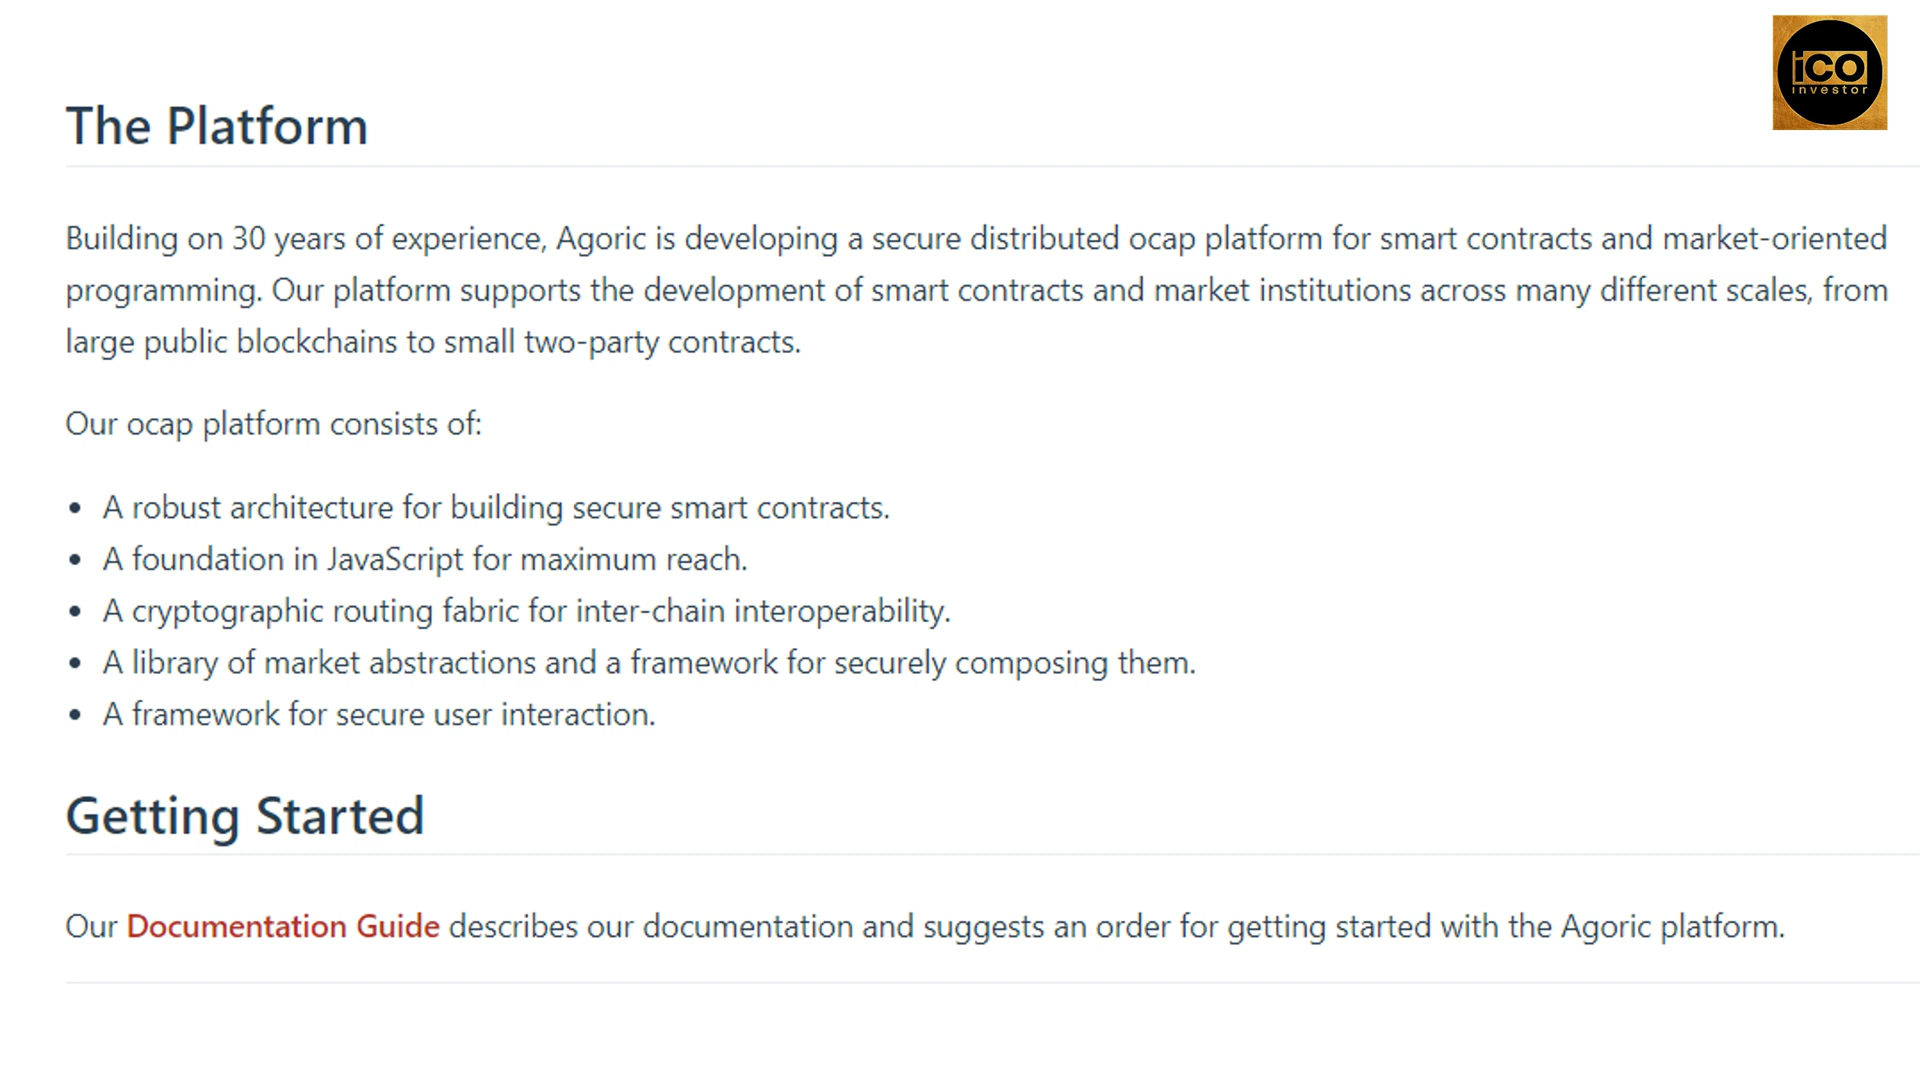 iCO
investor
The Platform
Building on 30 years of experience, Agoric is developing a secure distributed ocap platform for smart contracts and market-oriented
programming. Our platform supports the development of smart contracts and market institutions across many different scales, from
large public blockchains to small two-party contracts.
Our ocap platform consists of:
• A robust architecture for building secure smart contracts.
• A foundation in JavaScript for maximum reach.
• A cryptographic routing fabric for inter-chain interoperability.
• A library of market abstractions and a framework for securely composing them.
• A framework for secure user interaction.
Getting Started
Our Documentation Guide describes our documentation and suggests an order for getting started with the Agoric platform.